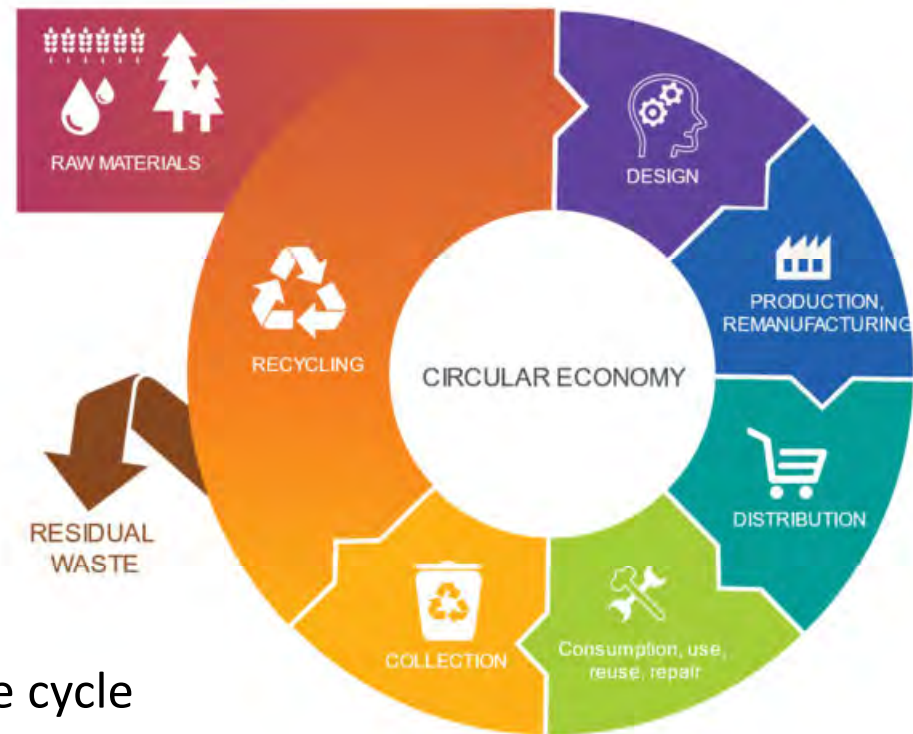 RAW MATERIALS
DESIGN
PRODUCTION,
REMANUFACTURING
RECYCLING
CIRCULAR ECONOMY
DISTRIBUTION
RESIDUAL
WASTE
COLLECTION
Consumption, use,
reuse, repair
e cycle